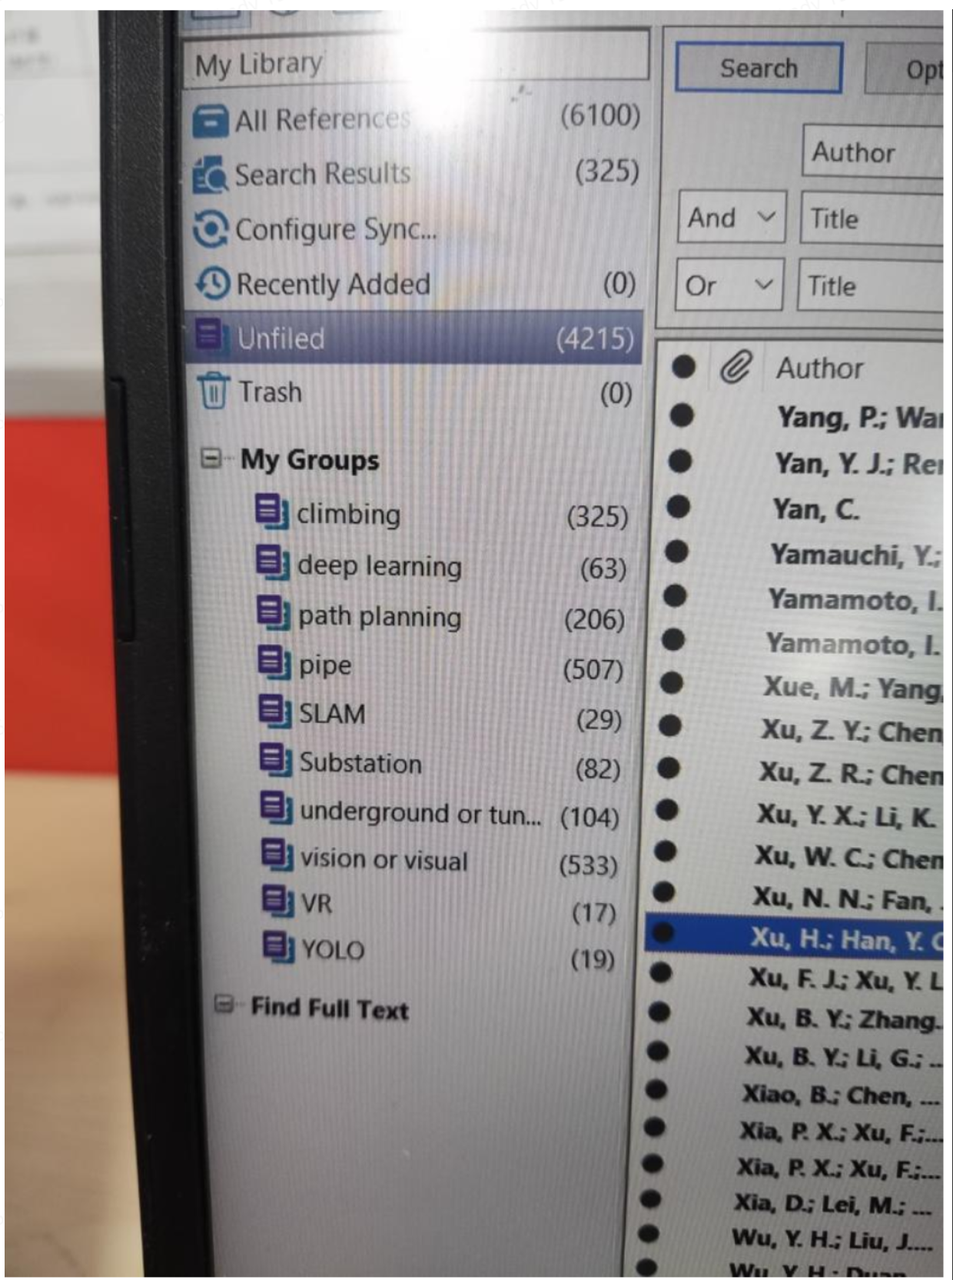 My Library
All References (6100)
Search Results (325)
Configure Sync...
Recently Added (0)
Unfiled (4215)
Trash (0)
My Groups
climbing (325)
deep learning (63)
path planning (206)
pipe (507)
SLAM (29)
Substation (82)
underground or tun... (104)
vision or visual (533)
VR (17)
YOLO (19)
Find Full Text
Search
Author
And Title
Or Title
Author
Yang, P.;
Yan, Y. J.;
Yan, C.
Yamauchi, Y.;
Yamamoto, I.
Yamamoto, I.
Xue, M.; Yang,
Xu, Z. Y.; Chen
Xu, Z. R.; Chen
Xu, Y. X.; Li, K.
Xu, W. C.; Chen
Xu, N. N.; Fan,
Xu, H.; Han, Y. C
Xu, F. J.; Xu, Y. L
Xu, B. Y.; Zhang...
Xu, B. Y.; Li, G.; ...
Xiao, B.; Chen, ...
Xia, P. X.; Xu, F.;...
Xia, P. X.; Xu, F.;...
Xia, D.; Lei, M.; ...
Wu, Y. H.; Liu, J....
Wu, Y. H.;